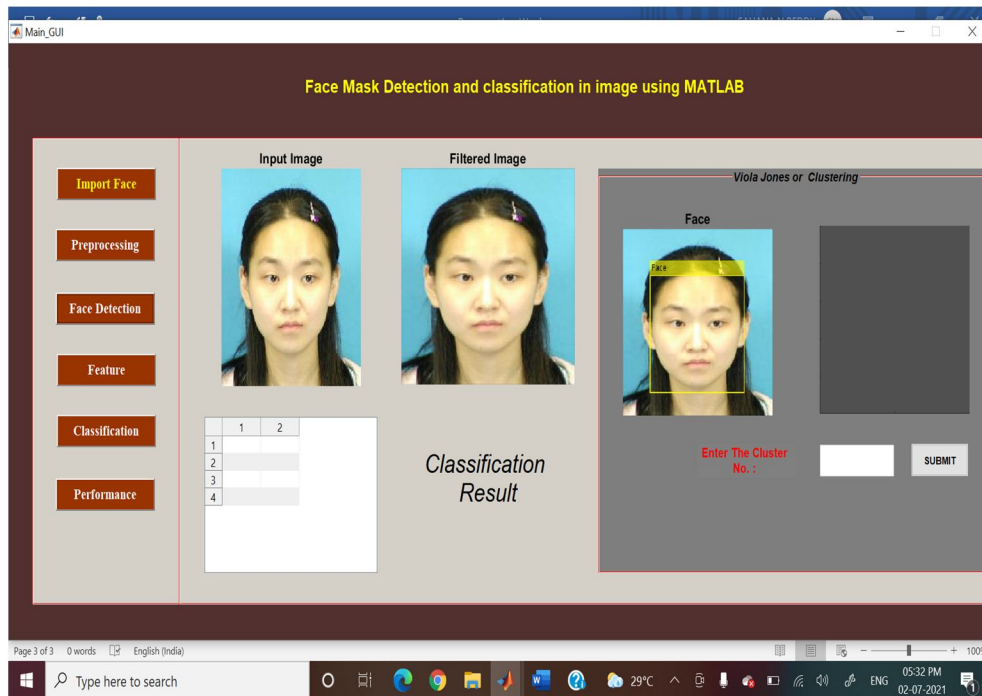 Main_GUI
Face Mask Detection and classification in image using MATLAB
Import Face
Preprocessing
Face Detection
Feature
Classification
Performance
Input Image
Filtered Image
Viola Jones or Clustering
Face
Face
1 2
1
2
3
4
Classification
Result
Enter The Cluster
No. :
SUBMIT
Page 3 of 3 0 words English (India)
100%
Type here to search
29°C
ENG
05:32 PM
02-07-2021
1